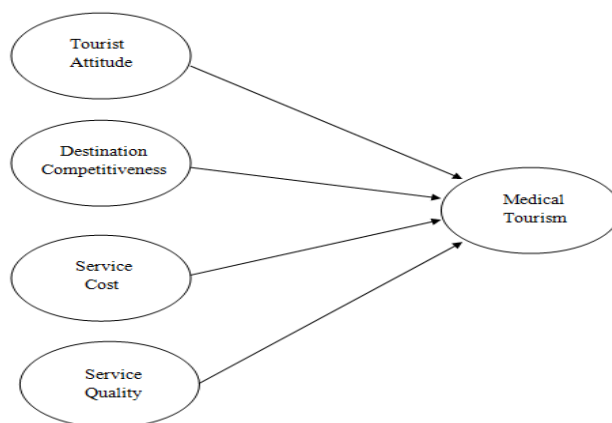 Tourist
Attitude
Destination
Competitiveness
Medical
Tourism
Service
Cost
Service
Quality